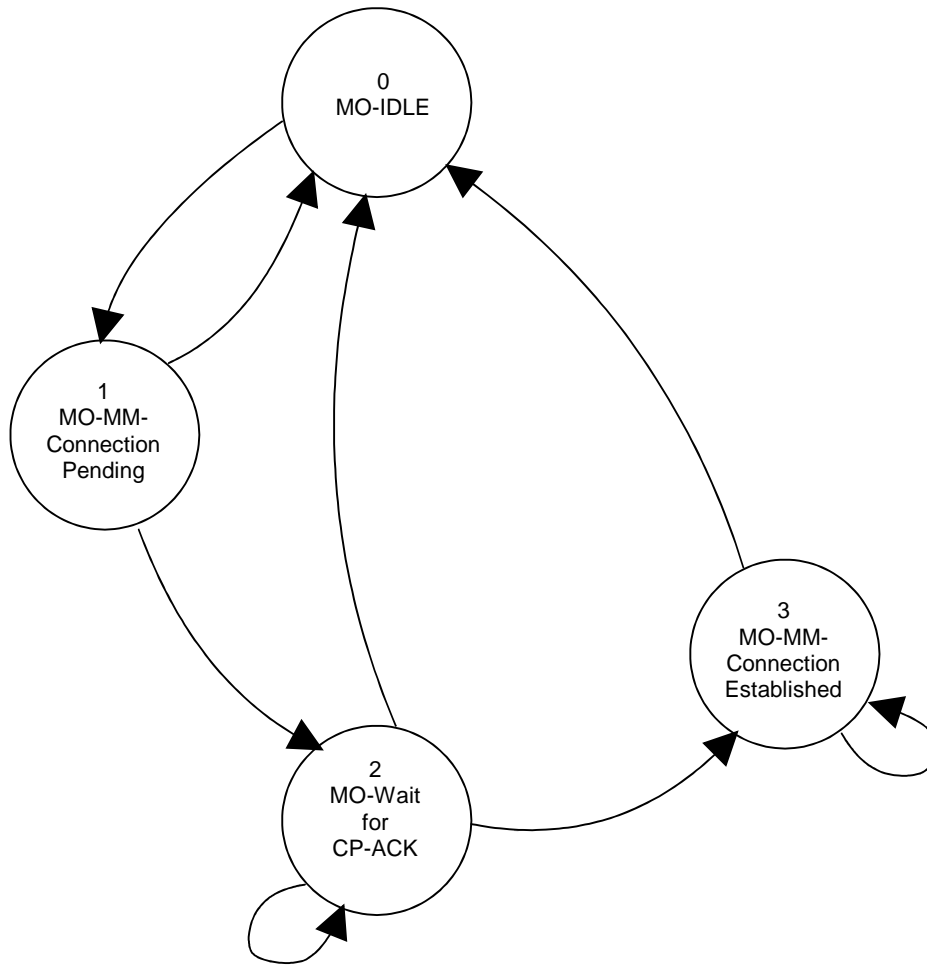 0
MO-IDLE
1
MO-MM-
Connection
Pending
3
MO-MM-
Connection
Established
2
MO-Wait
for
CP-ACK